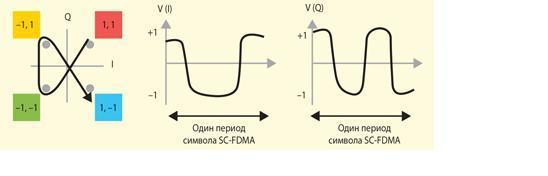 Q
–1, 1
1, 1
I
–1, –1
1, –1
V (I)
+1
–1
Один период
символа SC-FDMA
V (Q)
+1
–1
Один период
символа SC-FDMA